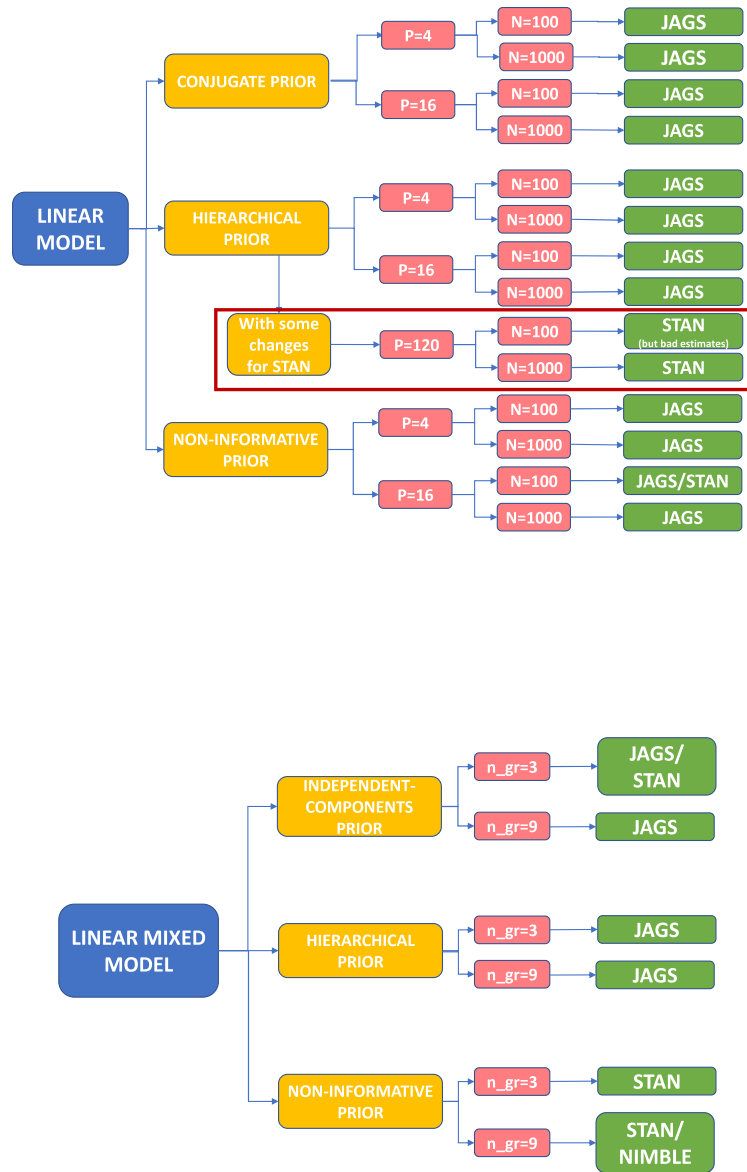 LINEAR
MODEL
CONJUGATE PRIOR
P=4
N=100
JAGS
N=1000
JAGS
P=16
N=100
JAGS
N=1000
JAGS
HIERARCHICAL
PRIOR
P=4
N=100
JAGS
N=1000
JAGS
P=16
N=100
JAGS
N=1000
JAGS
With some
changes
for STAN
P=120
N=100
STAN
(but bad estimates)
N=1000
STAN
NON-INFORMATIVE
PRIOR
P=4
N=100
JAGS
N=1000
JAGS
P=16
N=100
JAGS/STAN
N=1000
JAGS
LINEAR MIXED
MODEL
INDEPENDENT-
COMPONENTS
PRIOR
n_gr=3
JAGS/
STAN
n_gr=9
JAGS
HIERARCHICAL
PRIOR
n_gr=3
JAGS
n_gr=9
JAGS
NON-INFORMATIVE
PRIOR
n_gr=3
STAN
n_gr=9
STAN/
NIMBLE